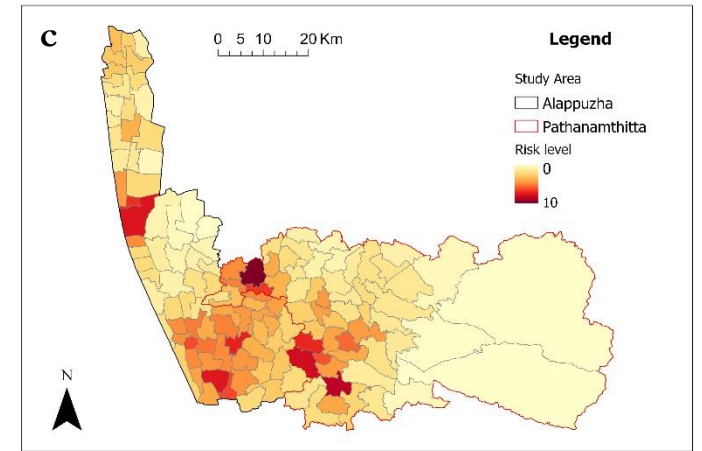 c
0 5 10 20 Km
Legend
Study Area
Alappuzha
Pathanamthitta
Risk level
0
10
N